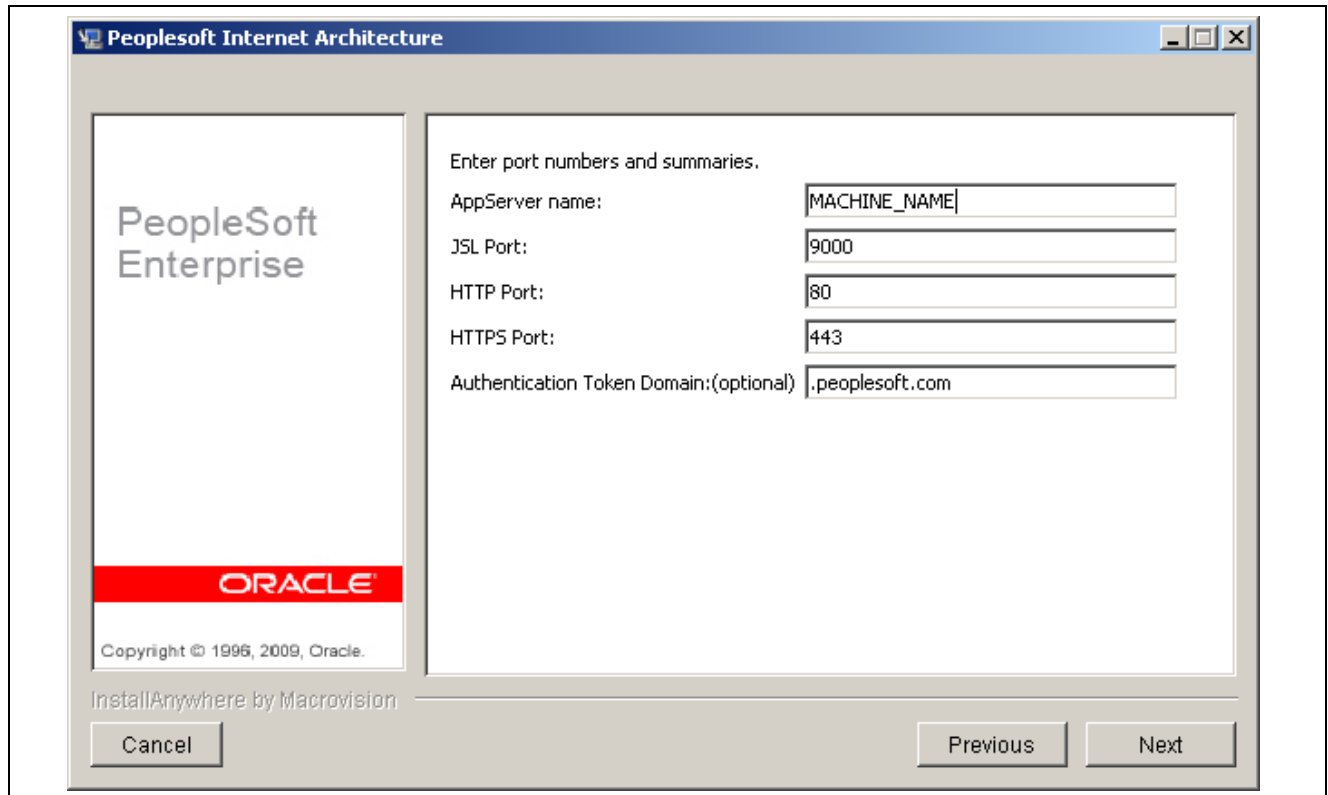 Peoplesoft Internet Architecture
PeopleSoft
Enterprise
ORACLE
Copyright © 1996, 2009, Oracle.
Enter port numbers and summaries.
AppServer name: MACHINE_NAME
JSL Port: 9000
HTTP Port: 80
HTTPS Port: 443
Authentication Token Domain:(optional) .peoplesoft.com
InstallAnywhere by Macrovision
Cancel Previous Next